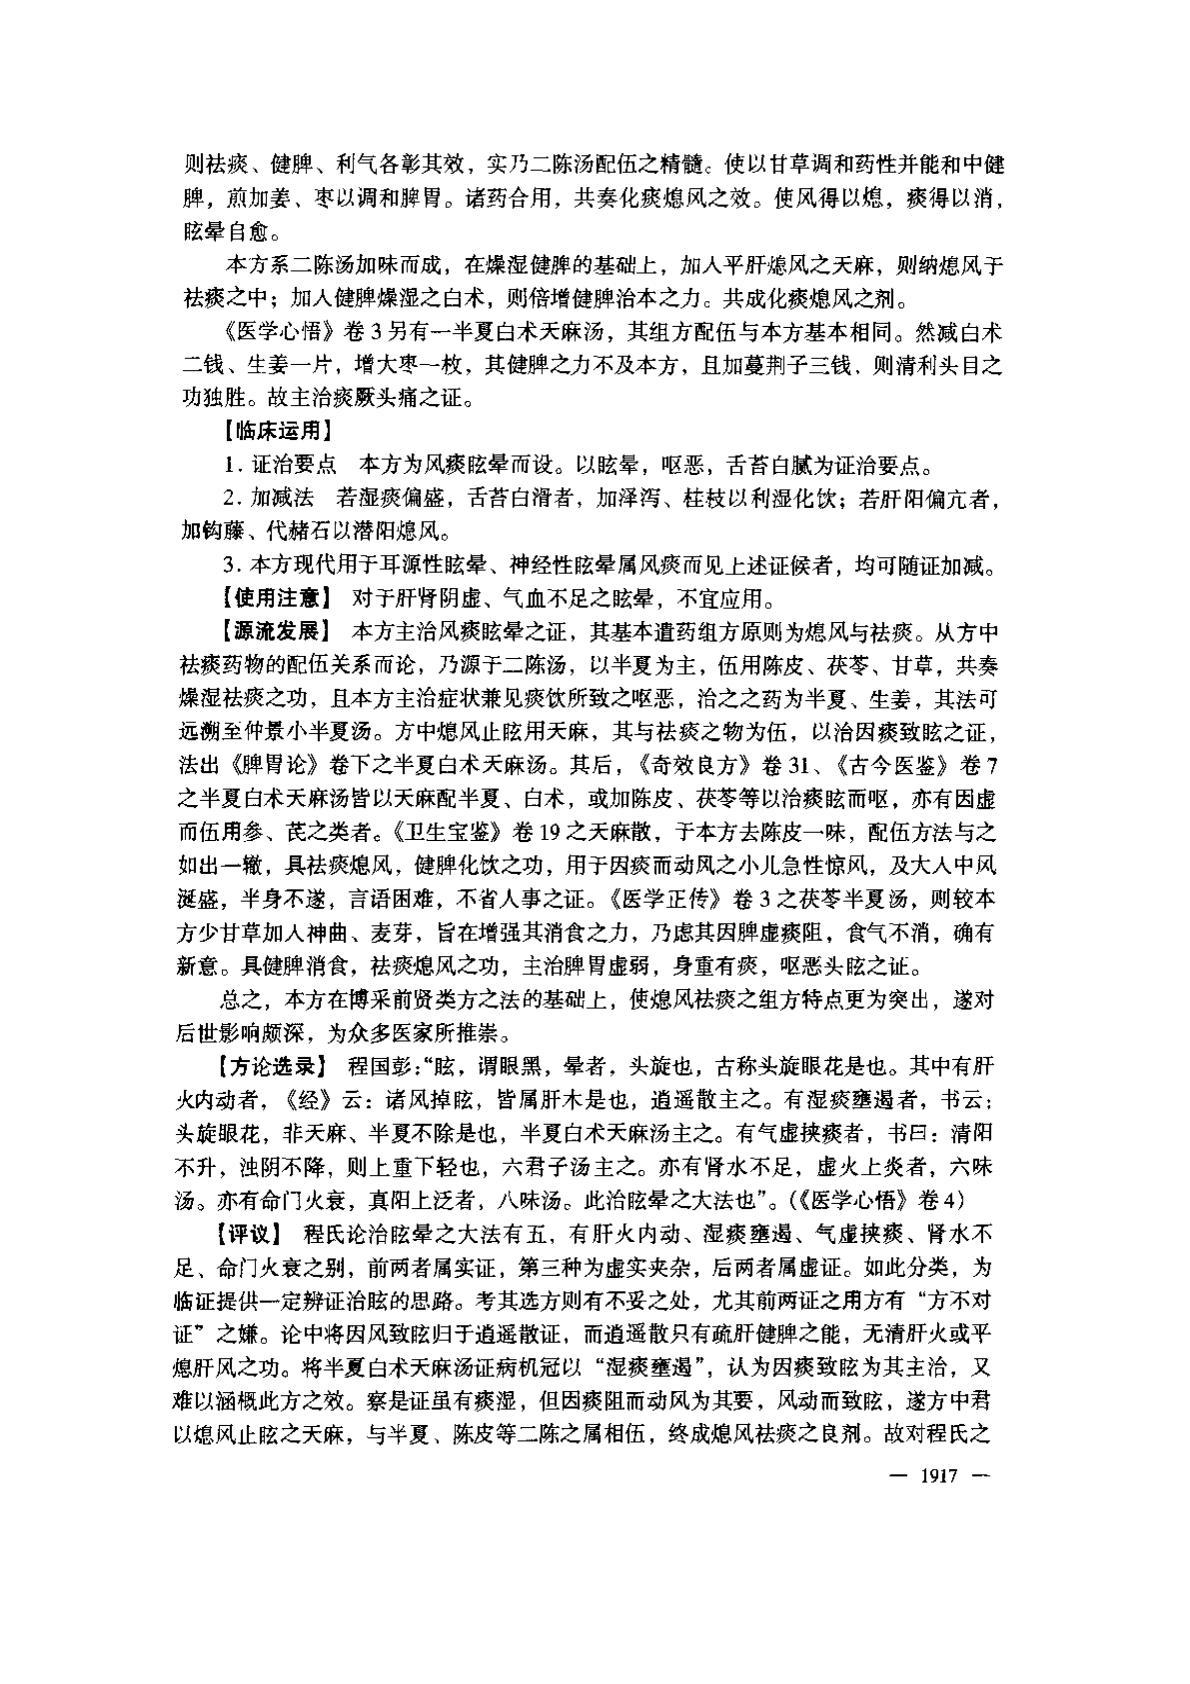 则祛痰、健脾、利气各彰其效，实乃二陈汤配伍之精髓。使以甘草调和药性并能和中健
脾，煎加姜、枣以调和脾胃。诸药合用，共奏化痰熄风之效。使风得以熄，痰得以消，
眩晕自愈。
本方系二陈汤加味而成，在燥湿健脾的基础上，加入平肝熄风之天麻，则纳熄风于
祛痰之中；加入健脾燥湿之白术，则倍增健脾治本之力。共成化痰熄风之剂。
《医学心悟》卷3另有一半夏白术天麻汤，其组方配伍与本方基本相同。然减白术
二钱、生姜一片，增大枣一枚，其健脾之力不及本方，且加蔓荆子三钱，则清利头目之
功独胜。故主治痰厥头痛之证。
【临床运用】
1. 证治要点　本方为风痰眩晕而设。以眩晕，呕恶，舌苔白腻为证治要点。
2. 加减法　若湿痰偏盛，舌苔白滑者，加泽泻、桂枝以利湿化饮；若肝阳偏亢者，
加钩藤、代赭石以潜阳熄风。
3. 本方现代用于耳源性眩晕、神经性眩晕属风痰而见上述证候者，均可随证加减。
【使用注意】　对于肝肾阴虚、气血不足之眩晕，不宜应用。
【源流发展】　本方主治风痰眩晕之证，其基本遣药组方原则为熄风与祛痰。从方中
祛痰药物的配伍关系而论，乃源于二陈汤，以半夏为主，伍用陈皮、茯苓、甘草，共奏
燥湿祛痰之功，且本方主治症状兼见痰饮所致之呕恶，治之之药为半夏、生姜，其法可
远溯至仲景小半夏汤。方中熄风止眩用天麻，其与祛痰之物为伍，以治因痰致眩之证，
法出《脾胃论》卷下之半夏白术天麻汤。其后，《奇效良方》卷31、《古今医鉴》卷7
之半夏白术天麻汤皆以天麻配半夏、白术，或加陈皮、茯苓等以治痰眩而呕，亦有因虚
而伍用参、芪之类者。《卫生宝鉴》卷19之天麻散，于本方去陈皮一味，配伍方法与之
如出一辙，具祛痰熄风，健脾化饮之功，用于因痰而动风之小儿急性惊风，及大人中风
涎盛，半身不遂，言语困难，不省人事之证。《医学正传》卷3之茯苓半夏汤，则较本
方少甘草加入神曲、麦芽，旨在增强其消食之力，乃虑其因脾虚痰阻，食气不消，确有
新意。具健脾消食，祛痰熄风之功，主治脾胃虚弱，身重有痰，呕恶头眩之证。
总之，本方在博采前贤类方之法的基础上，使熄风祛痰之组方特点更为突出，遂对
后世影响颇深，为众多医家所推崇。
【方论选录】　程国彭：“眩，谓眼黑，晕者，头旋也，古称头旋眼花是也。其中有肝
火内动者，《经》云：诸风掉眩，皆属肝木是也，逍遥散主之。有湿痰壅遏者，书云：
头旋眼花，非天麻、半夏不除是也，半夏白术天麻汤主之。有气虚挟痰者，书曰：清阳
不升，浊阴不降，则上重下轻也，六君子汤主之。亦有肾水不足，虚火上炎者，六味
汤。亦有命门火衰，真阳上泛者，八味汤。此治眩晕之大法也”。（《医学心悟》卷4）
【评议】　程氏论治眩晕之大法有五，有肝火内动、湿痰壅遏、气虚挟痰、肾水不
足、命门火衰之别，前两者属实证，第三种为虚实夹杂，后两者属虚证。如此分类，为
临证提供一定辨证治眩的思路。考其选方则有不妥之处，尤其前两证之用方有“方不对
证”之嫌。论中将因风致眩归于逍遥散证，而逍遥散只有疏肝健脾之能，无清肝火或平
熄肝风之功。将半夏白术天麻汤证病机冠以“湿痰壅遏”，认为因痰致眩为其主治，又
难以涵概此方之效。察是证虽有痰湿，但因痰阻而动风为其要，风动而致眩，遂方中君
以熄风止眩之天麻，与半夏、陈皮等二陈之属相伍，终成熄风祛痰之良剂。故对程氏之
— 1917 —